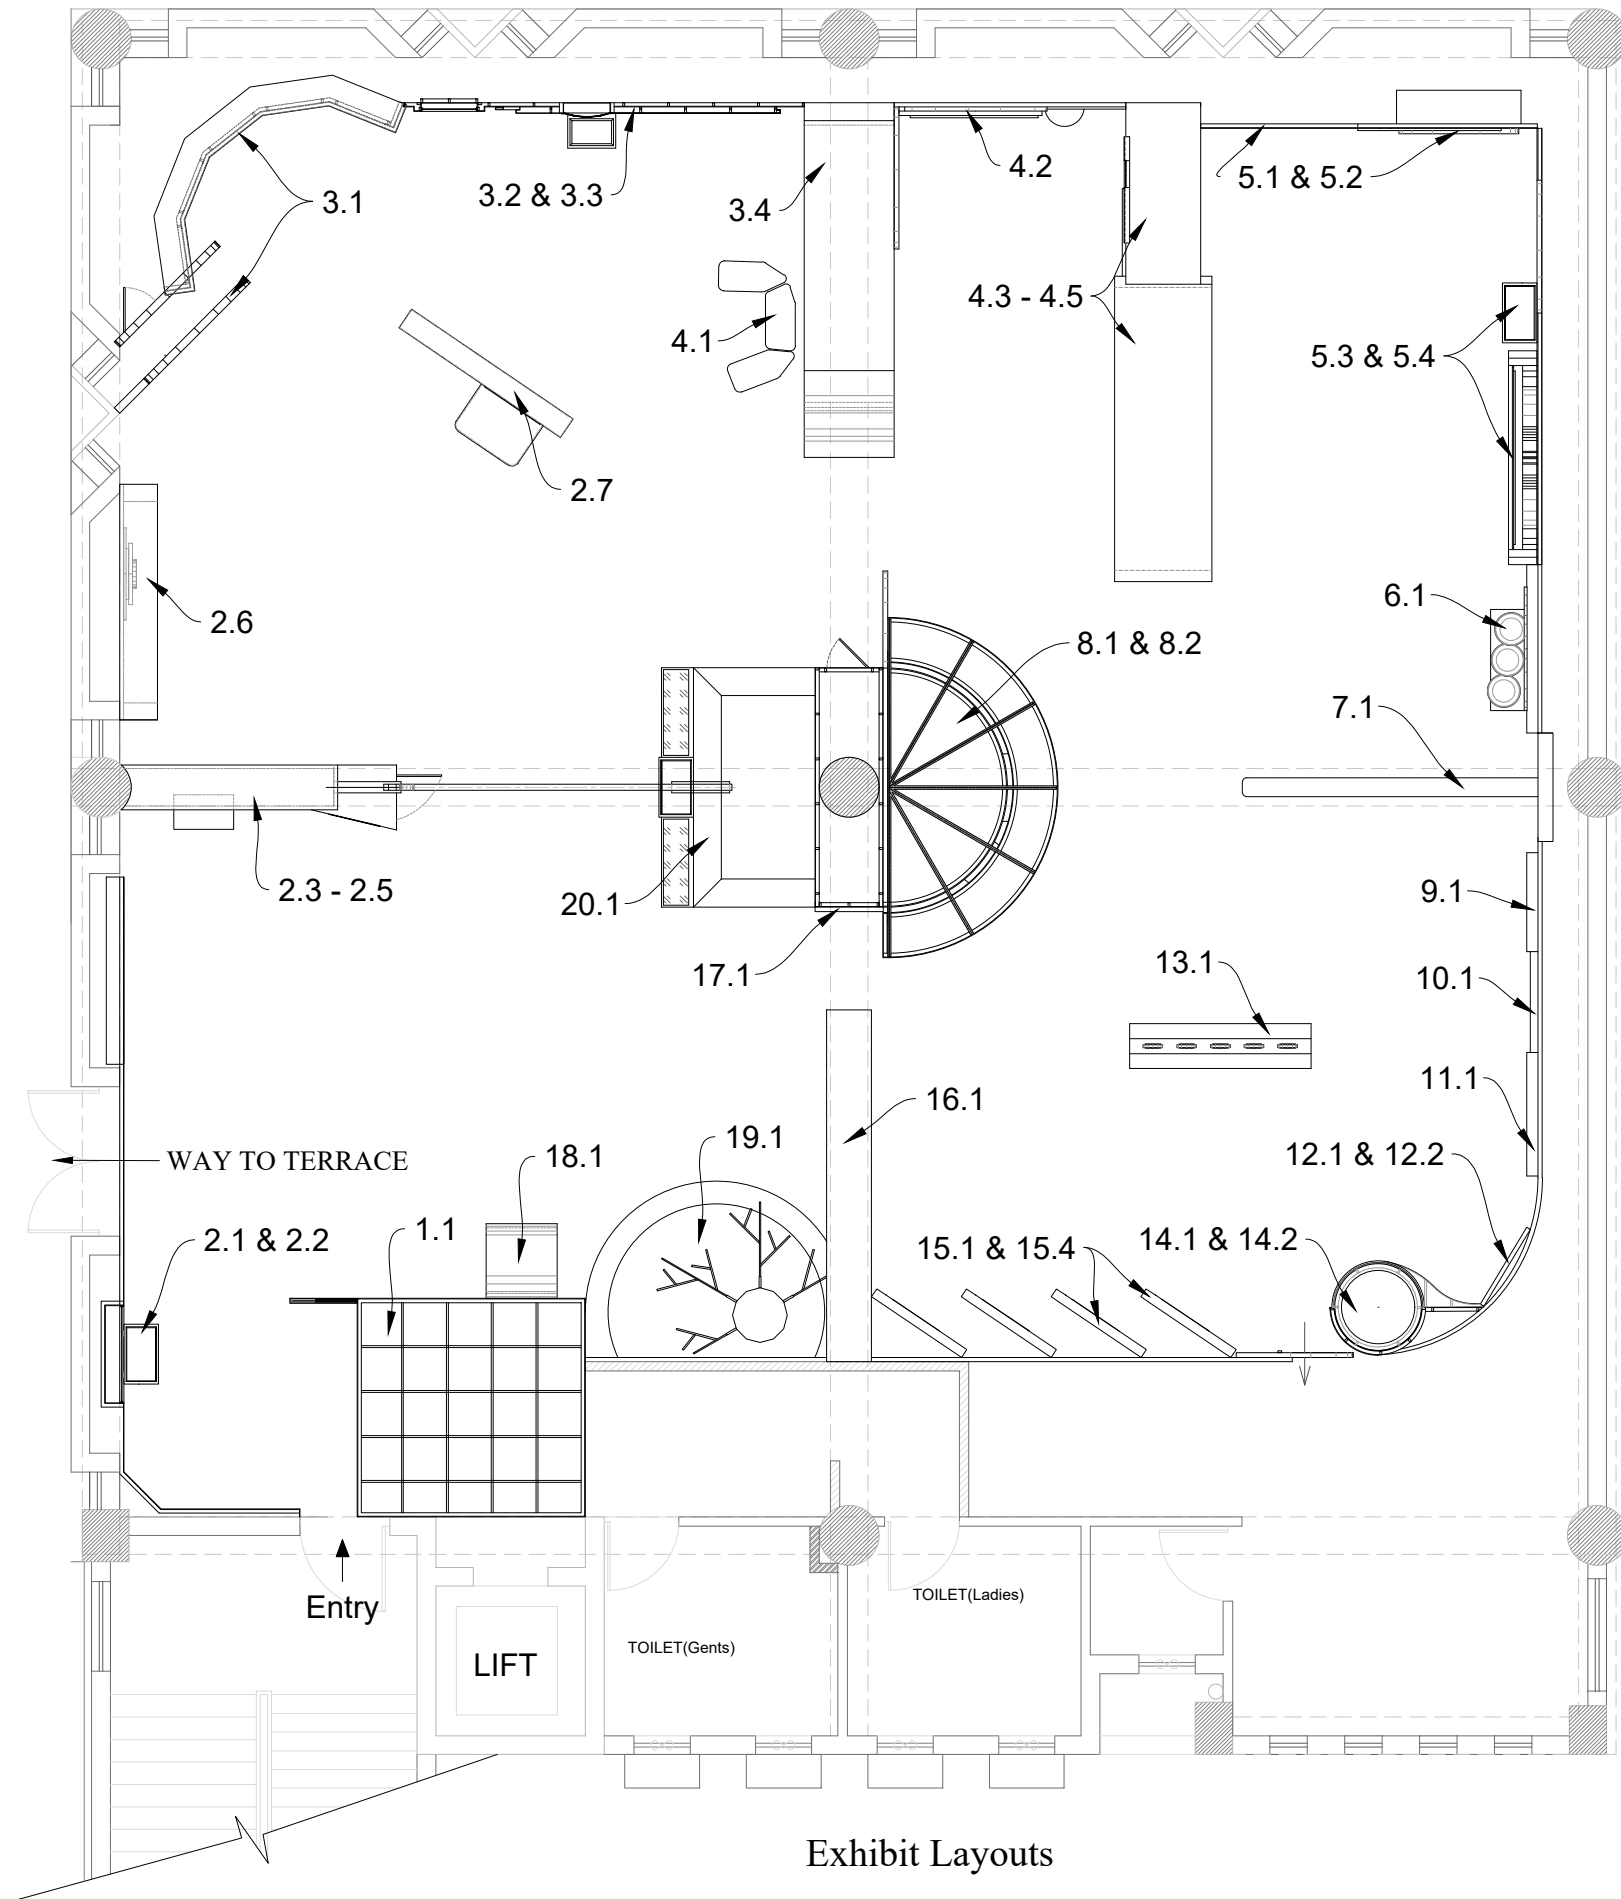 3.1
3.2 & 3.3
3.4
4.2
5.1 & 5.2
4.3 - 4.5
4.1
5.3 & 5.4
2.7
2.6
6.1
8.1 & 8.2
7.1
2.3 - 2.5
20.1
9.1
17.1
13.1
10.1
11.1
16.1
19.1
WAY TO TERRACE
18.1
12.1 & 12.2
2.1 & 2.2
1.1
15.1 & 15.4
14.1 & 14.2
Entry
TOILET(Ladies)
TOILET(Gents)
LIFT
Exhibit Layouts